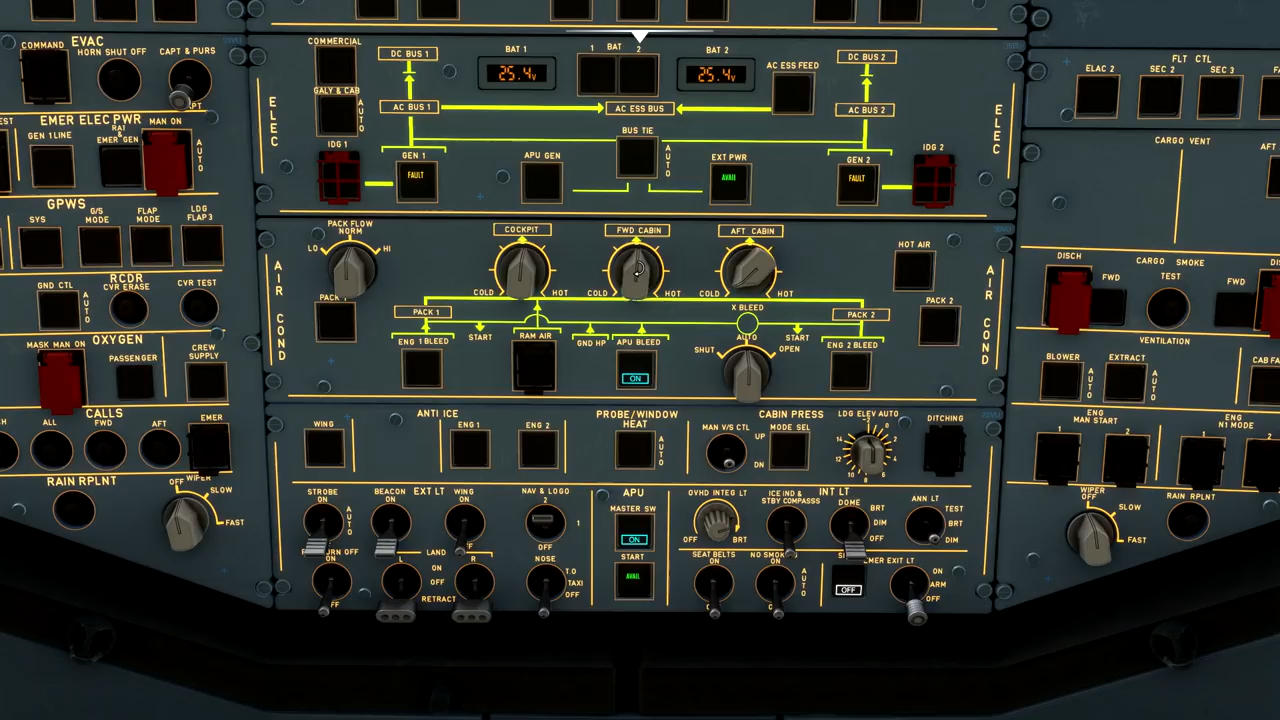 EVAC
COMMAND
HORN SHUT OFF
CAPT & PURS
EMER ELEC PWR
GEN 1 LINE
RAT
&
EMER GEN
MAN ON
AUTO
GPWS
SYS
G/S
MODE
FLAP
MODE
LDG
FLAP 3
RCDR
GND CTL
AUTO
CVR ERASE
CVR TEST
OXYGEN
MASK MAN ON
PASSENGER
CREW
SUPPLY
CALLS
ALL
FWD
AFT
EMER
RAIN RPLNT
WIPER
OFF
SLOW
FAST
ELEC
COMMERCIAL
GALY & CAB
AUTO
DC BUS 1
BAT 1
25.4V
1 BAT 2
BAT 2
25.4V
DC BUS 2
AC ESS FEED
AC BUS 1
AC ESS BUS
AC BUS 2
ELEC
BUS TIE
AUTO
IDG 1
GEN 1
FAULT
APU GEN
EXT PWR
AVAIL
GEN 2
FAULT
IDG 2
AIR COND
PACK FLOW
NORM
LO
HI
COCKPIT
COLD HOT
FWD CABIN
COLD HOT
AFT CABIN
COLD HOT
HOT AIR
AIR COND
PACK 1
PACK 1
X BLEED
PACK 2
PACK 2
ENG 1 BLEED
START
RAM AIR
GND HP
APU BLEED
ON
SHUT
AUTO
OPEN
START
ENG 2 BLEED
ANTI ICE
WING
ENG 1
ENG 2
PROBE/WINDOW
HEAT
AUTO
CABIN PRESS
MAN V/S CTL
UP
DN
MODE SEL
LDG ELEV AUTO
14
12
10
8
6
4
2
0
DITCHING
EXT LT
STROBE
ON
AUTO
BEACON
ON
WING
ON
NAV & LOGO
2
1
OFF
ON
LAND
L
R
ON
OFF
RETRACT
NOSE
T.O
TAXI
OFF
APU
MASTER SW
ON
START
AVAIL
INT LT
OVHD INTEG LT
OFF BRT
ICE IND &
STBY COMPASS
DOME
BRT
DIM
OFF
ANN LT
TEST
BRT
DIM
SEAT BELTS
ON
AUTO
EMER EXIT LT
OFF
ON
ARM
OFF
FLT CTL
ELAC 2
SEC 2
SEC 3
CARGO VENT
AFT
CARGO SMOKE
DISCH
FWD
TEST
FWD
VENTILATION
BLOWER
AUTO
EXTRACT
AUTO
ENG
MAN START
1
2
ENG
N1 MODE
1
2
WIPER
OFF
SLOW
FAST
RAIN RPLNT